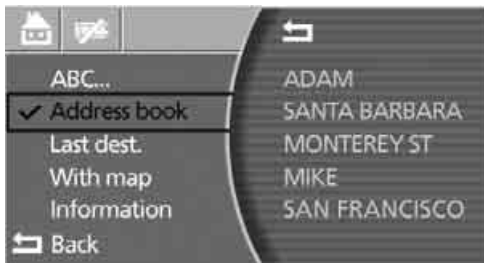 ABC...
Address book
Last dest.
With map
Information
Back
ADAM
SANTA BARBARA
MONTEREY ST
MIKE
SAN FRANCISCO